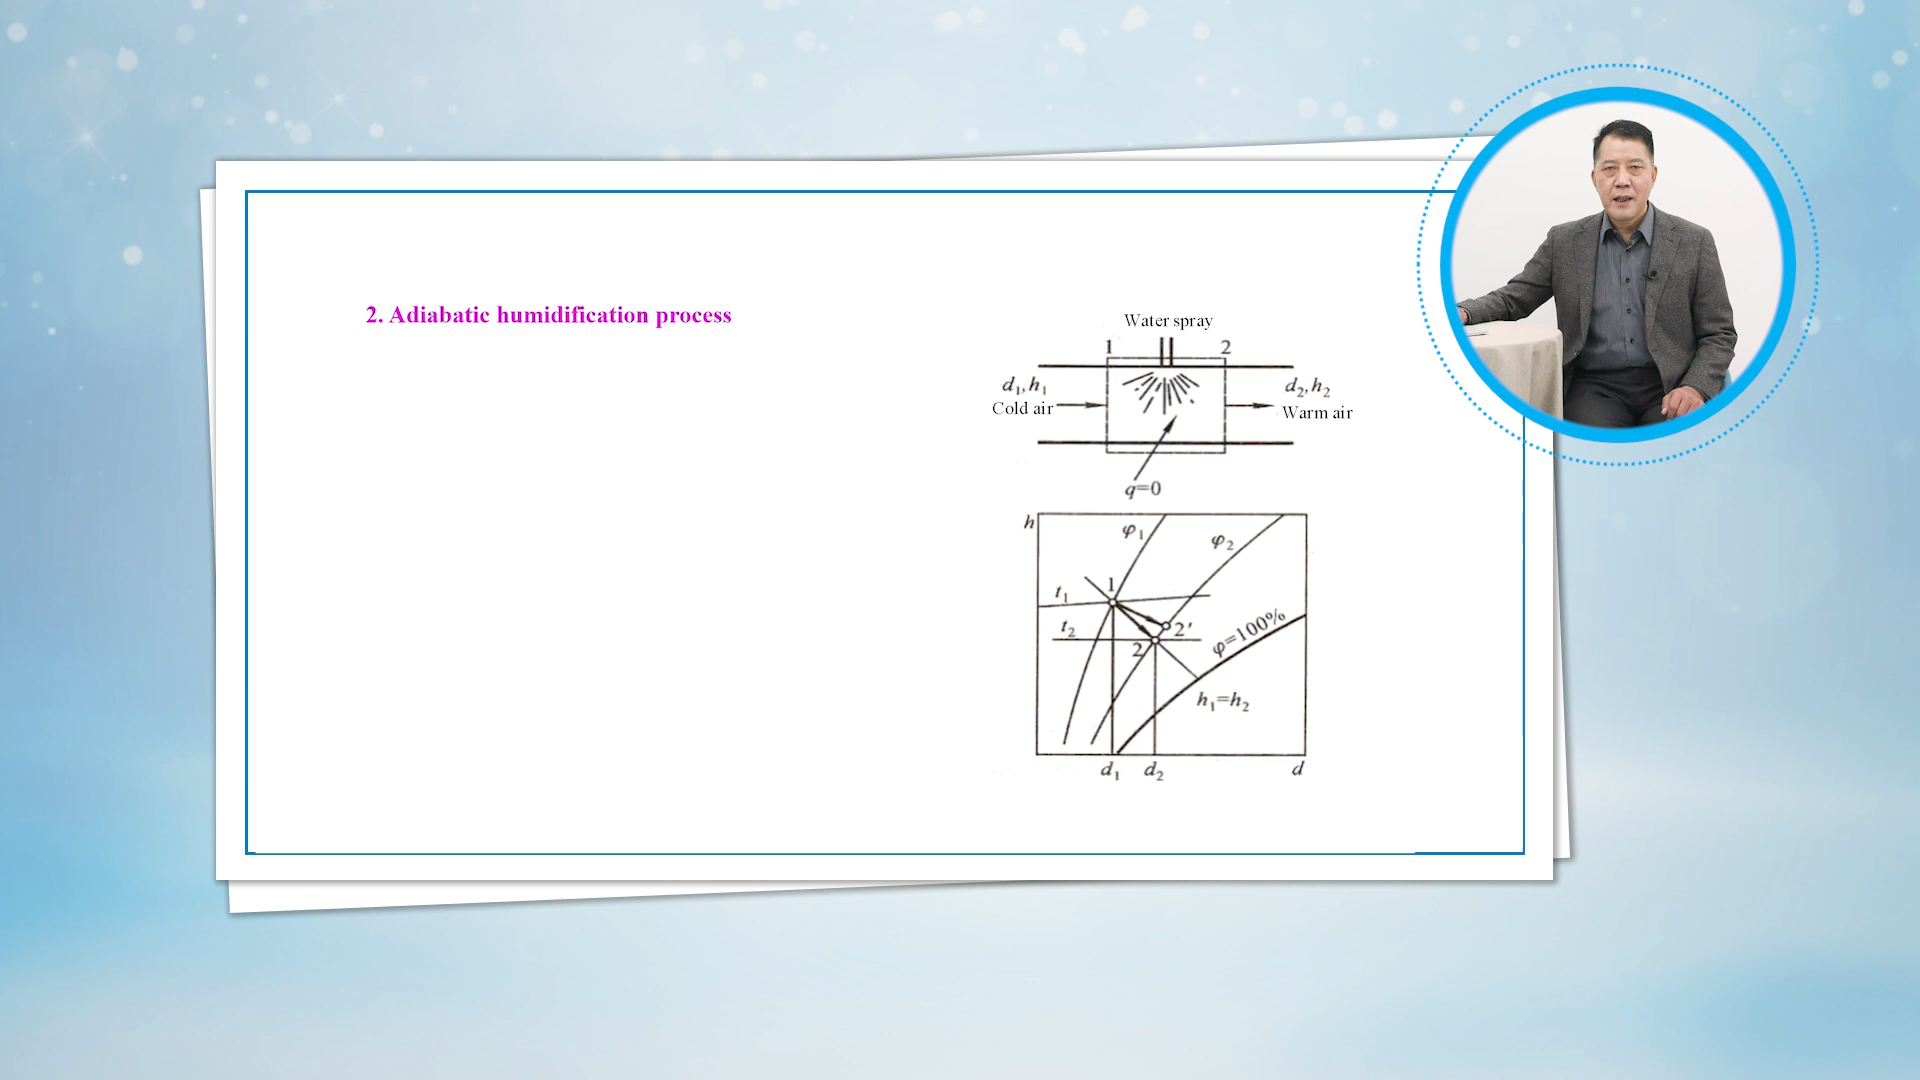 2. Adiabatic humidification process
Water spray
1 2
d₁,h₁ d₂,h₂
Cold air Warm air
q=0
h
φ₁
φ₂
1
t₁
t₂
2′
2
φ=100%
h₁=h₂
d₁ d₂ d